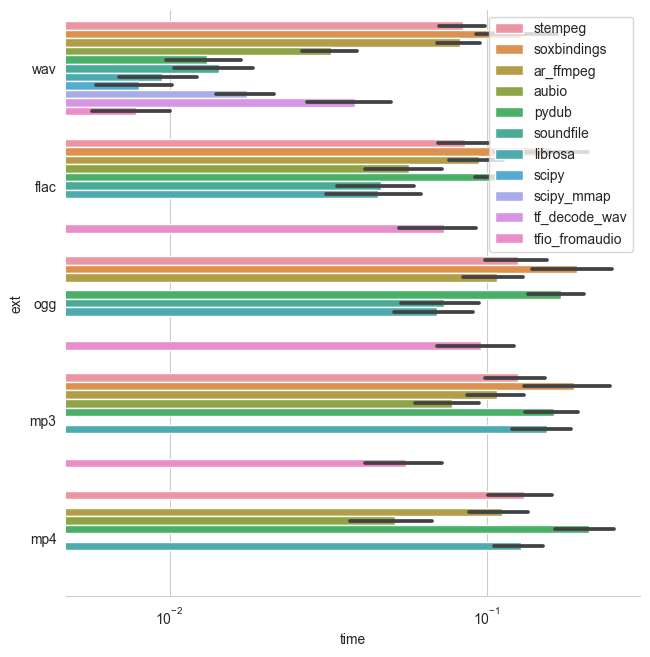 stempeg
soxbindings
ar_ffmpeg
aubio
pydub
soundfile
librosa
scipy
scipy_mmap
tf_decode_wav
tfio_fromaudio
wav
flac
ogg
mp3
mp4
ext
10⁻²
10⁻¹
time